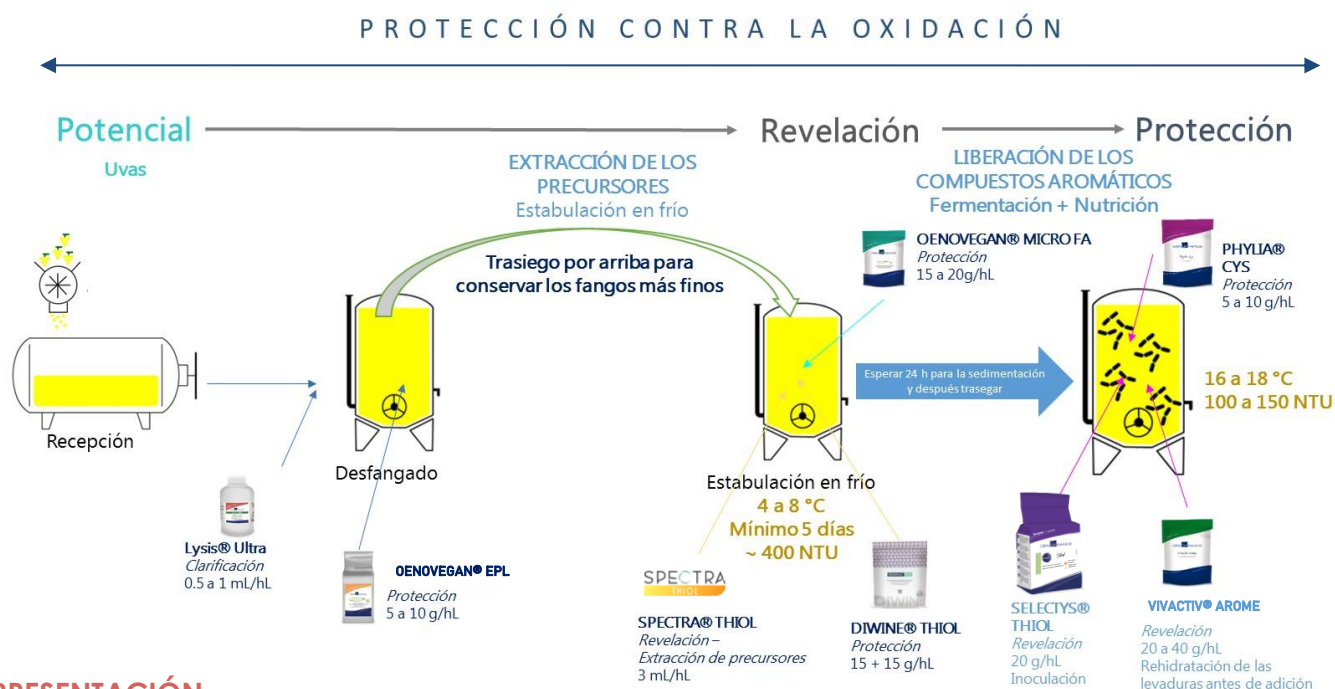 PROTECCIÓN CONTRA LA OXIDACIÓN
Potencial
Revelación
Protección
Uvas
EXTRACCIÓN DE LOS
PRECURSORES
Estabulación en frío
LIBERACIÓN DE LOS
COMPUESTOS AROMÁTICOS
Fermentación + Nutrición
Trasiego por arriba para
conservar los fangos más finos
OENOVEGAN® MICRO FA
Protección
15 a 20g/hL
PHYLIA®
CYS
Protección
5 a 10 g/hL
Esperar 24 h para la sedimentación
y después trasegar
16 a 18 °C
100 a 150 NTU
Recepción
Desfangado
Estabulación en frío
4 a 8 °C
Mínimo 5 días
~ 400 NTU
Lysis® Ultra
Clarificación
0.5 a 1 mL/hL
OENOVEGAN® EPL
Protección
5 a 10 g/hL
SPECTRA
THIOL
SPECTRA® THIOL
Revelación –
Extracción de precursores
3 mL/hL
DIWINE
DIWINE® THIOL
Protección
15 + 15 g/hL
SELECTYS®
THIOL
Revelación
20 g/hL
Inoculación
VIVACTIV® AROME
Revelación
20 a 40 g/hL
Rehidratación de las
levaduras antes de adición